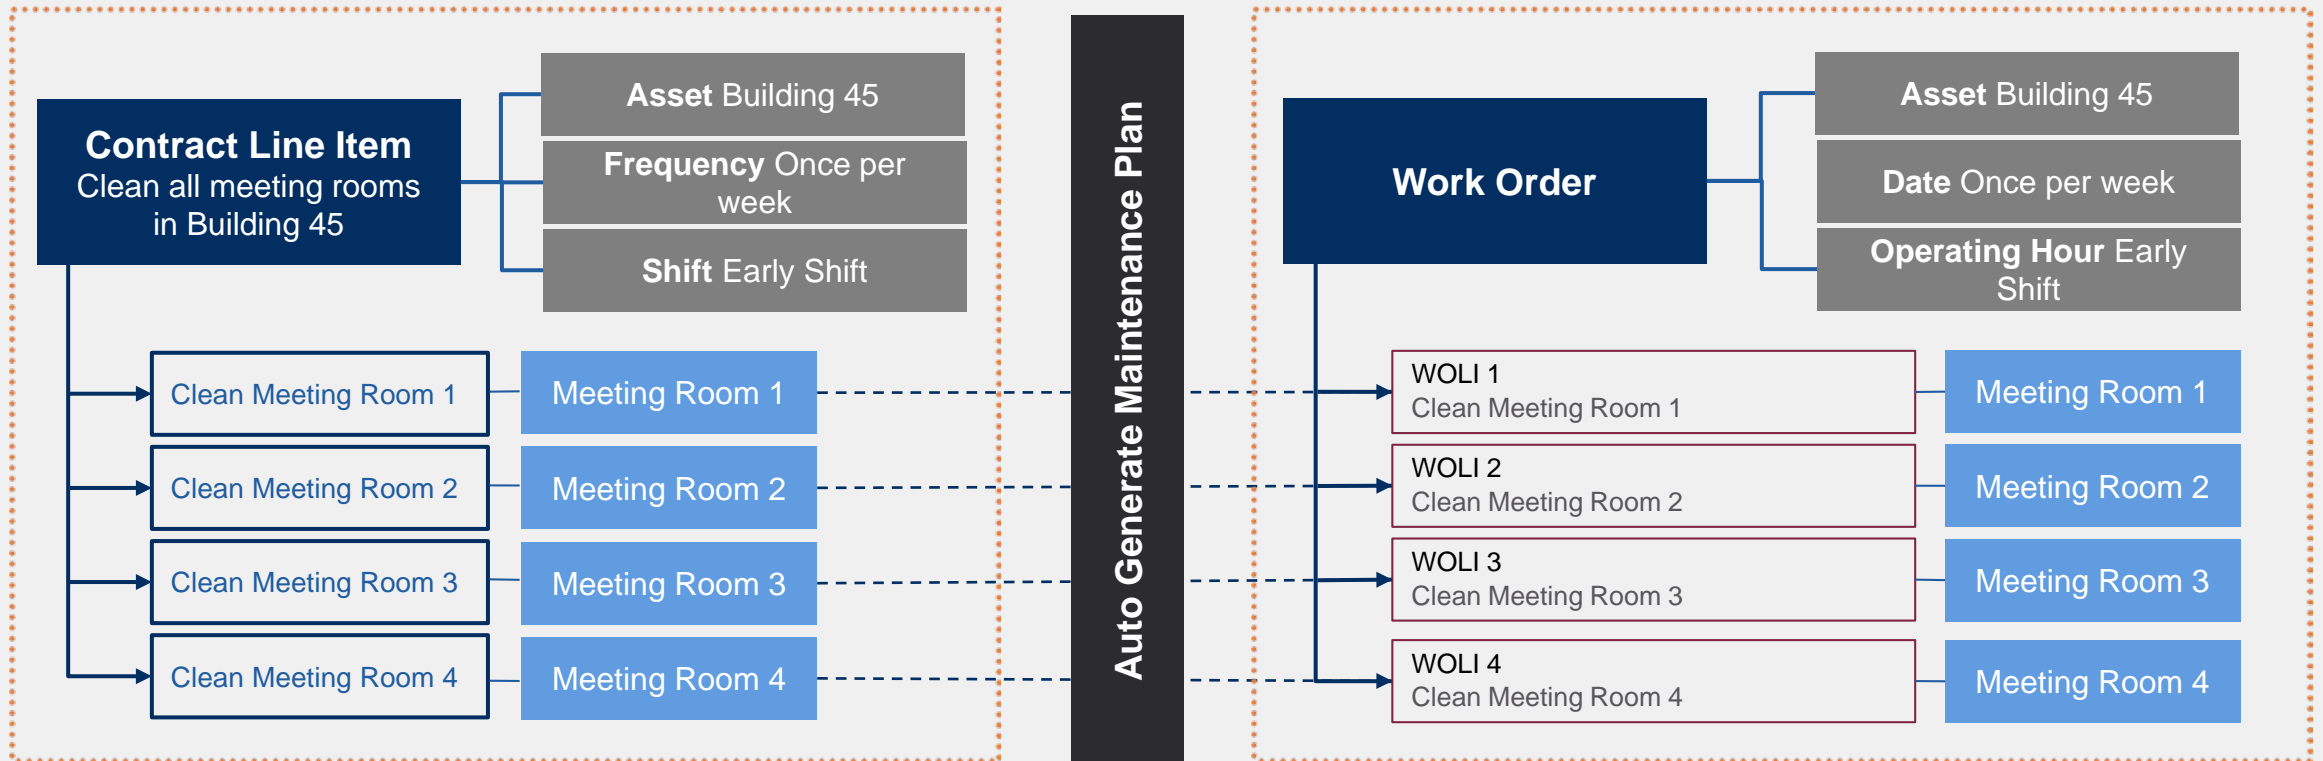 Contract Line Item
Clean all meeting rooms
in Building 45
Asset Building 45
Frequency Once per
week
Shift Early Shift
Clean Meeting Room 1
Meeting Room 1
Clean Meeting Room 2
Meeting Room 2
Clean Meeting Room 3
Meeting Room 3
Clean Meeting Room 4
Meeting Room 4
Auto Generate Maintenance Plan
Work Order
Asset Building 45
Date Once per week
Operating Hour Early
Shift
WOLI 1
Clean Meeting Room 1
Meeting Room 1
WOLI 2
Clean Meeting Room 2
Meeting Room 2
WOLI 3
Clean Meeting Room 3
Meeting Room 3
WOLI 4
Clean Meeting Room 4
Meeting Room 4